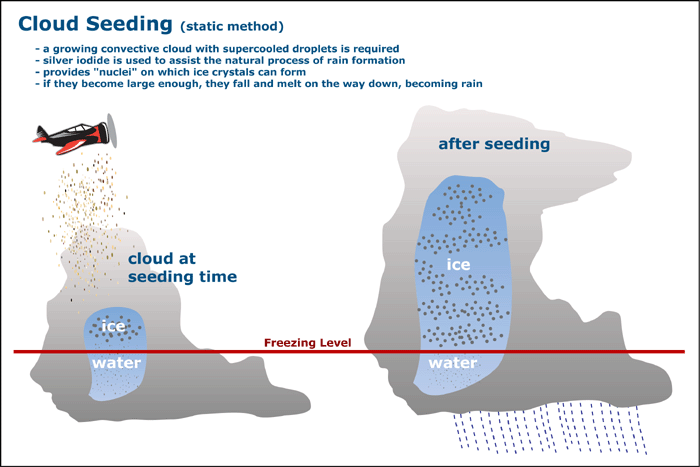 Cloud Seeding (static method)
- a growing convective cloud with supercooled droplets is required
- silver iodide is used to assist the natural process of rain formation
- provides "nuclei" on which ice crystals can form
- if they become large enough, they fall and melt on the way down, becoming rain
after seeding
cloud at
seeding time
ice
ice
Freezing Level
water
water